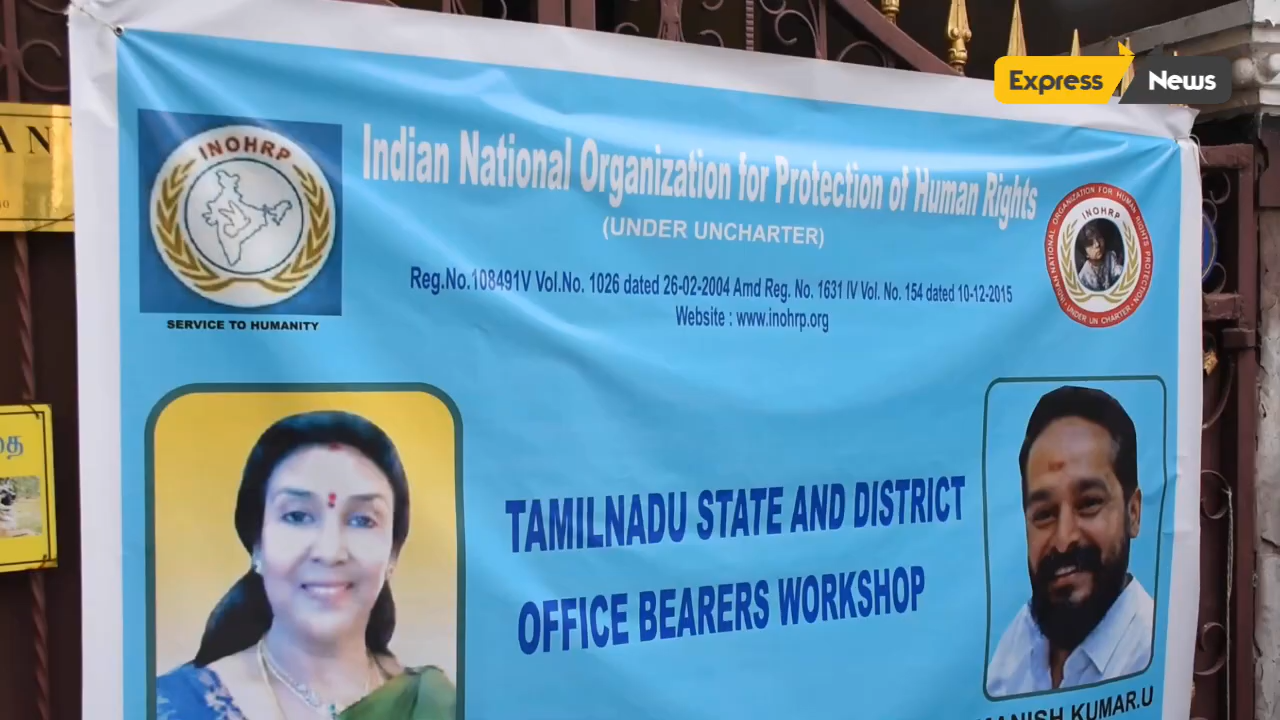 Express News
AN
INOHRP
Indian National Organization for Protection of Human Rights
(UNDER UNCHARTER)
Reg.No.108491V Vol.No. 1026 dated 26-02-2004 Amd Reg. No. 1631 IV Vol. No. 154 dated 10-12-2015
Website : www.inohrp.org
SERVICE TO HUMANITY
INDIAN NATIONAL ORGANIZATION FOR HUMAN RIGHTS PROTECTION
INOHRP
UNDER UN CHARTER
TAMILNADU STATE AND DISTRICT
OFFICE BEARERS WORKSHOP
MANISH KUMAR.U